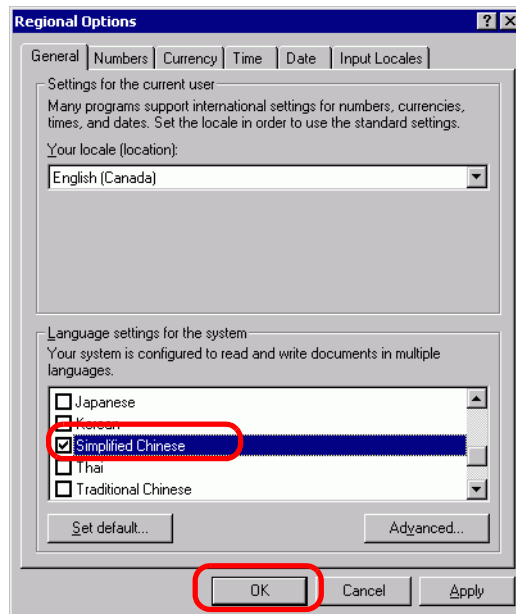 Regional Options
General Numbers Currency Time Date Input Locales
Settings for the current user
Many programs support international settings for numbers, currencies,
times, and dates. Set the locale in order to use the standard settings.
Your locale (location):
English (Canada)
Language settings for the system
Your system is configured to read and write documents in multiple
languages.
Japanese
Korean
Simplified Chinese
Thai
Traditional Chinese
Set default... Advanced...
OK Cancel Apply